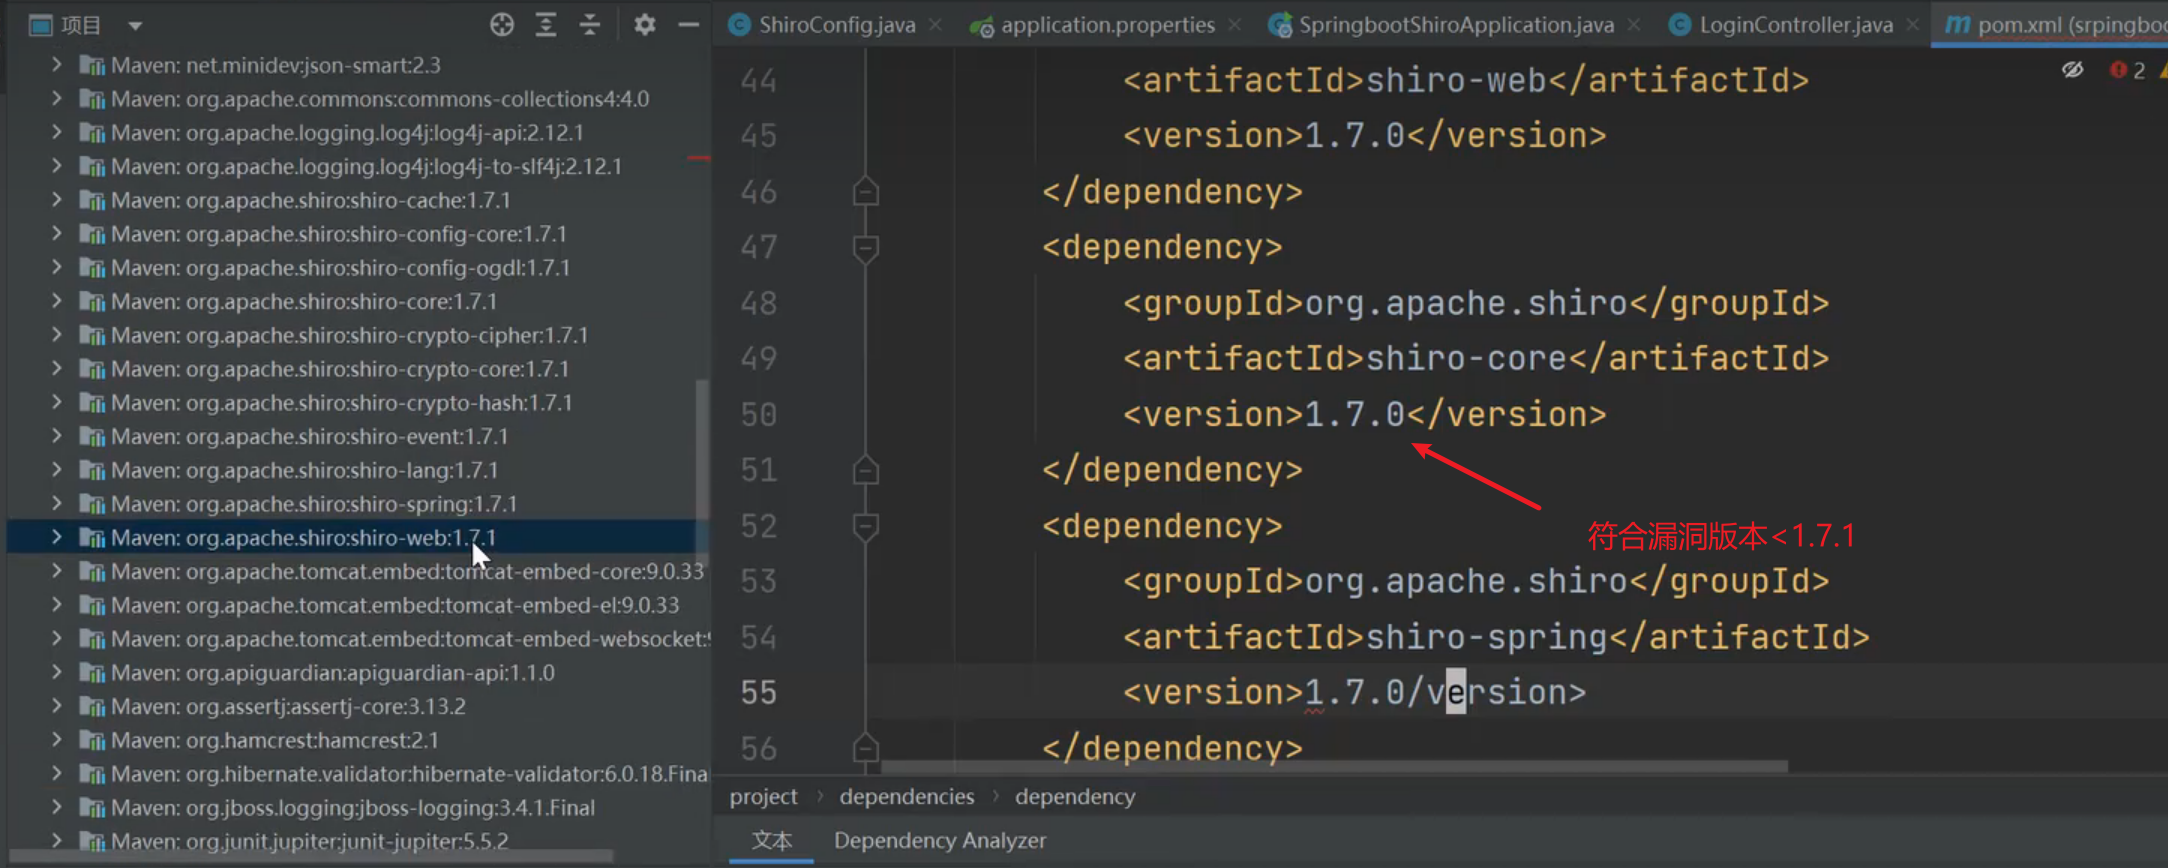 项目
Maven: net.minidev:json-smart:2.3
Maven: org.apache.commons:commons-collections4:4.0
Maven: org.apache.logging.log4j:log4j-api:2.12.1
Maven: org.apache.logging.log4j:log4j-to-slf4j:2.12.1
Maven: org.apache.shiro:shiro-cache:1.7.1
Maven: org.apache.shiro:shiro-config-core:1.7.1
Maven: org.apache.shiro:shiro-config-ogdl:1.7.1
Maven: org.apache.shiro:shiro-core:1.7.1
Maven: org.apache.shiro:shiro-crypto-cipher:1.7.1
Maven: org.apache.shiro:shiro-crypto-core:1.7.1
Maven: org.apache.shiro:shiro-crypto-hash:1.7.1
Maven: org.apache.shiro:shiro-event:1.7.1
Maven: org.apache.shiro:shiro-lang:1.7.1
Maven: org.apache.shiro:shiro-spring:1.7.1
Maven: org.apache.shiro:shiro-web:1.7.1
Maven: org.apache.tomcat.embed:tomcat-embed-core:9.0.33
Maven: org.apache.tomcat.embed:tomcat-embed-el:9.0.33
Maven: org.apache.tomcat.embed:tomcat-embed-websocket:9
Maven: org.apiguardian:apiguardian-api:1.1.0
Maven: org.assertj:assertj-core:3.13.2
Maven: org.hamcrest:hamcrest:2.1
Maven: org.hibernate.validator:hibernate-validator:6.0.18.Fina
Maven: org.jboss.logging:jboss-logging:3.4.1.Final
Maven: org.junit.jupiter:junit-jupiter:5.5.2
ShiroConfig.java application.properties SpringbootShiroApplication.java LoginController.java pom.xml (srpingboo
2
44 <artifactId>shiro-web</artifactId>
45 <version>1.7.0</version>
46 </dependency>
47 <dependency>
48 <groupId>org.apache.shiro</groupId>
49 <artifactId>shiro-core</artifactId>
50 <version>1.7.0</version>
51 </dependency>
52 <dependency>
53 <groupId>org.apache.shiro</groupId>
54 <artifactId>shiro-spring</artifactId>
55 <version>1.7.0/version>
56 </dependency>
符合漏洞版本<1.7.1
project dependencies dependency
文本 Dependency Analyzer